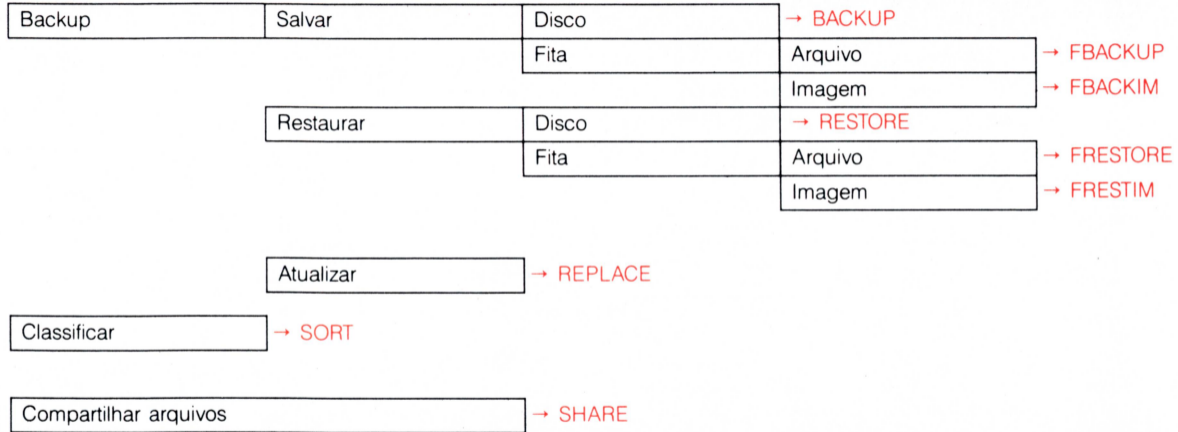 Backup Salvar Disco → BACKUP
Fita Arquivo → FBACKUP
Imagem → FBACKIM
Restaurar Disco → RESTORE
Fita Arquivo → FRESTORE
Imagem → FRESTIM
Atualizar → REPLACE
Classificar → SORT
Compartilhar arquivos → SHARE